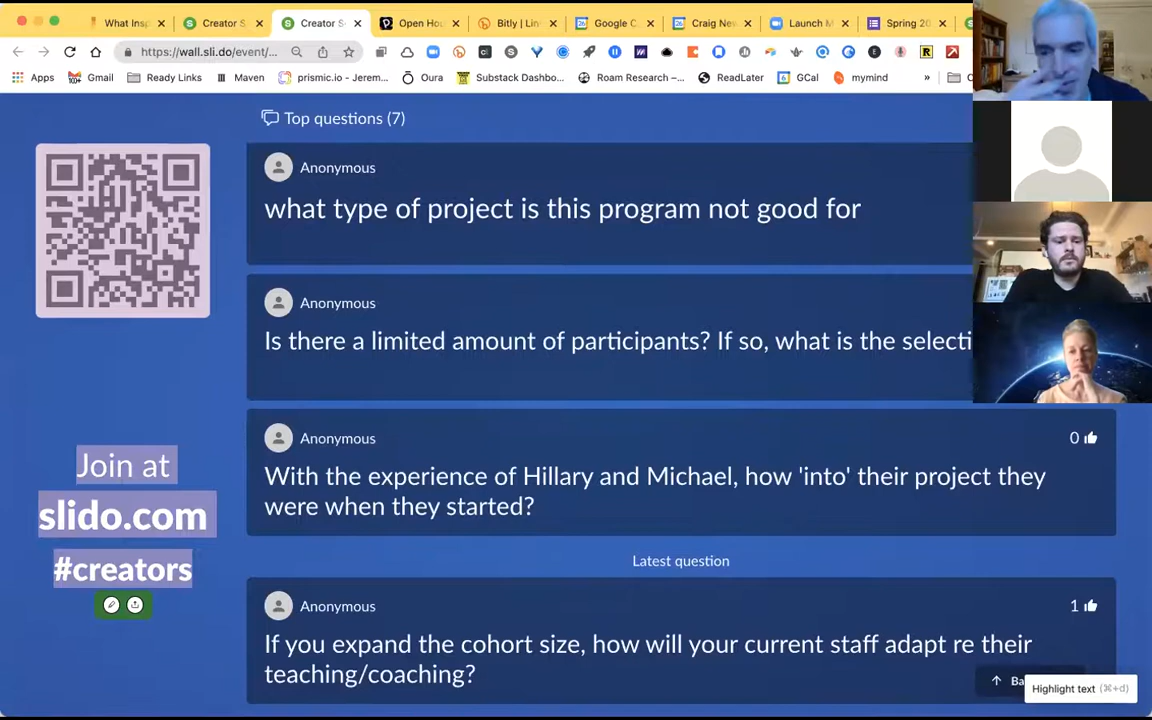 What Insp
Creator S
Creator S
Open Hou
Bitly | Lin
Google C
Craig New
Launch M
Spring 20
https://wall.sli.do/event/...
Apps
Gmail
Ready Links
Maven
prismic.io - Jerem...
Oura
Substack Dashbo...
Roam Research –...
ReadLater
GCal
mymind
»
Top questions (7)
Anonymous
what type of project is this program not good for
Anonymous
Is there a limited amount of participants? If so, what is the selecti
Anonymous
0
With the experience of Hillary and Michael, how 'into' their project they
were when they started?
Latest question
Anonymous
1
If you expand the cohort size, how will your current staff adapt re their
teaching/coaching?
Join at
slido.com
#creators
Ba
Highlight text (⌘+d)